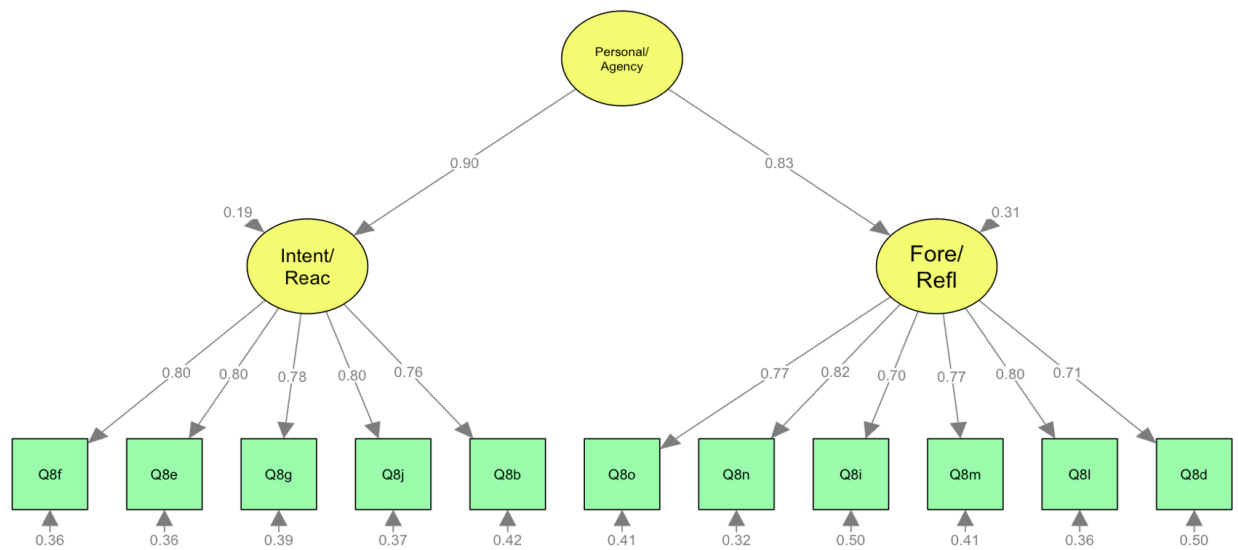 Personal/
Agency
0.90
0.83
0.19
0.31
Intent/
Reac
Fore/
Refl
0.80
0.80
0.78
0.80
0.76
0.77
0.82
0.70
0.77
0.80
0.71
Q8f
Q8e
Q8g
Q8j
Q8b
Q8o
Q8n
Q8i
Q8m
Q8l
Q8d
0.36
0.36
0.39
0.37
0.42
0.41
0.32
0.50
0.41
0.36
0.50